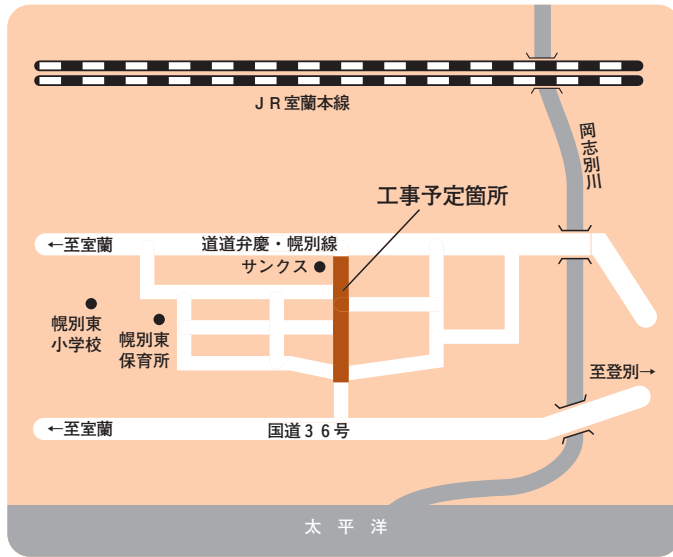 ＪＲ室蘭本線
岡志別川
工事予定箇所
←至室蘭
道道弁慶・幌別線
サンクス
幌別東
小学校
幌別東
保育所
至登別→
←至室蘭
国道３６号
太平洋